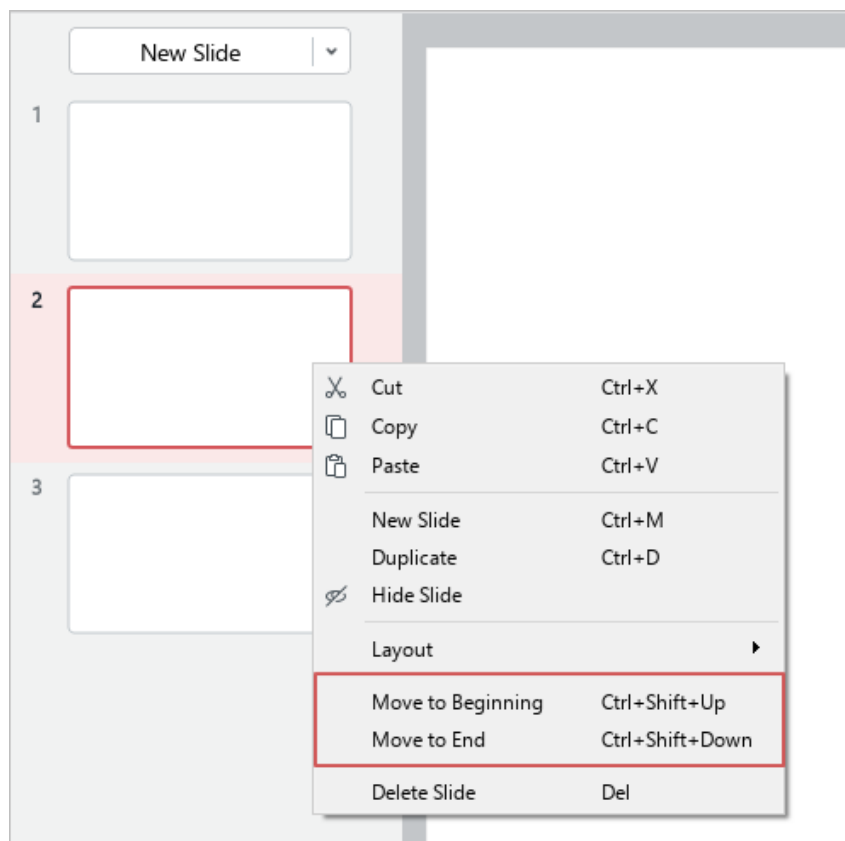 New Slide
1
2
Cut Ctrl+X
Copy Ctrl+C
Paste Ctrl+V
3
New Slide Ctrl+M
Duplicate Ctrl+D
Hide Slide
Layout
Move to Beginning Ctrl+Shift+Up
Move to End Ctrl+Shift+Down
Delete Slide Del